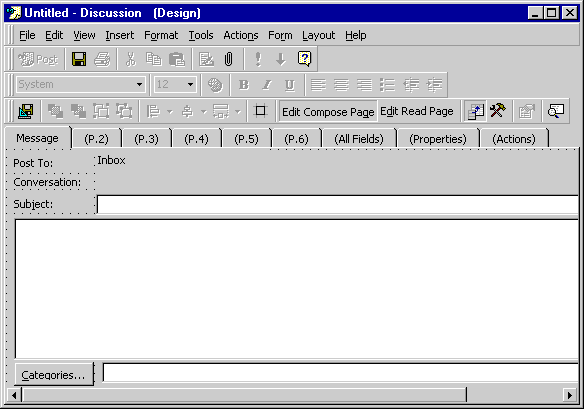 Untitled - Discussion (Design)
File Edit View Insert Format Tools Actions Form Layout Help
Post
System 12 B I U
Edit Compose Page Edit Read Page
Message (P.2) (P.3) (P.4) (P.5) (P.6) (All Fields) (Properties) (Actions)
Post To: Inbox
Conversation:
Subject:
Categories...